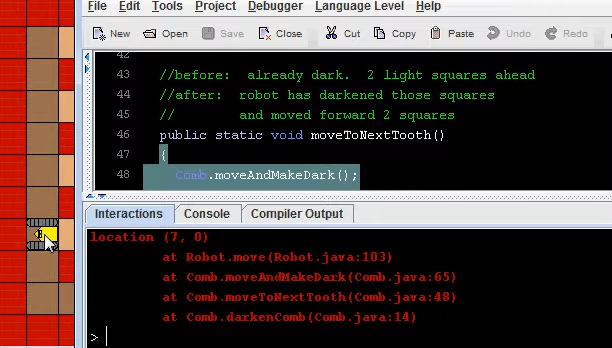 File Edit Tools Project Debugger Language Level Help
New Open Save Close Cut Copy Paste Undo Redo
42
43 //before: already dark. 2 light squares ahead
44 //after: robot has darkened those squares
45 // and moved forward 2 squares
46 public static void moveToNextTooth()
47 {
48 Comb.moveAndMakeDark();
Interactions Console Compiler Output
location (7, 0)
at Robot.move(Robot.java:103)
at Comb.moveAndMakeDark(Comb.java:65)
at Comb.moveToNextTooth(Comb.java:48)
at Comb.darkenComb(Comb.java:14)
>